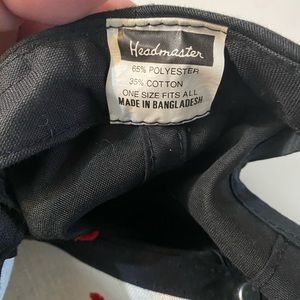 Headmaster
65% POLYESTER
35% COTTON
ONE SIZE FITS ALL
MADE IN BANGLADESH